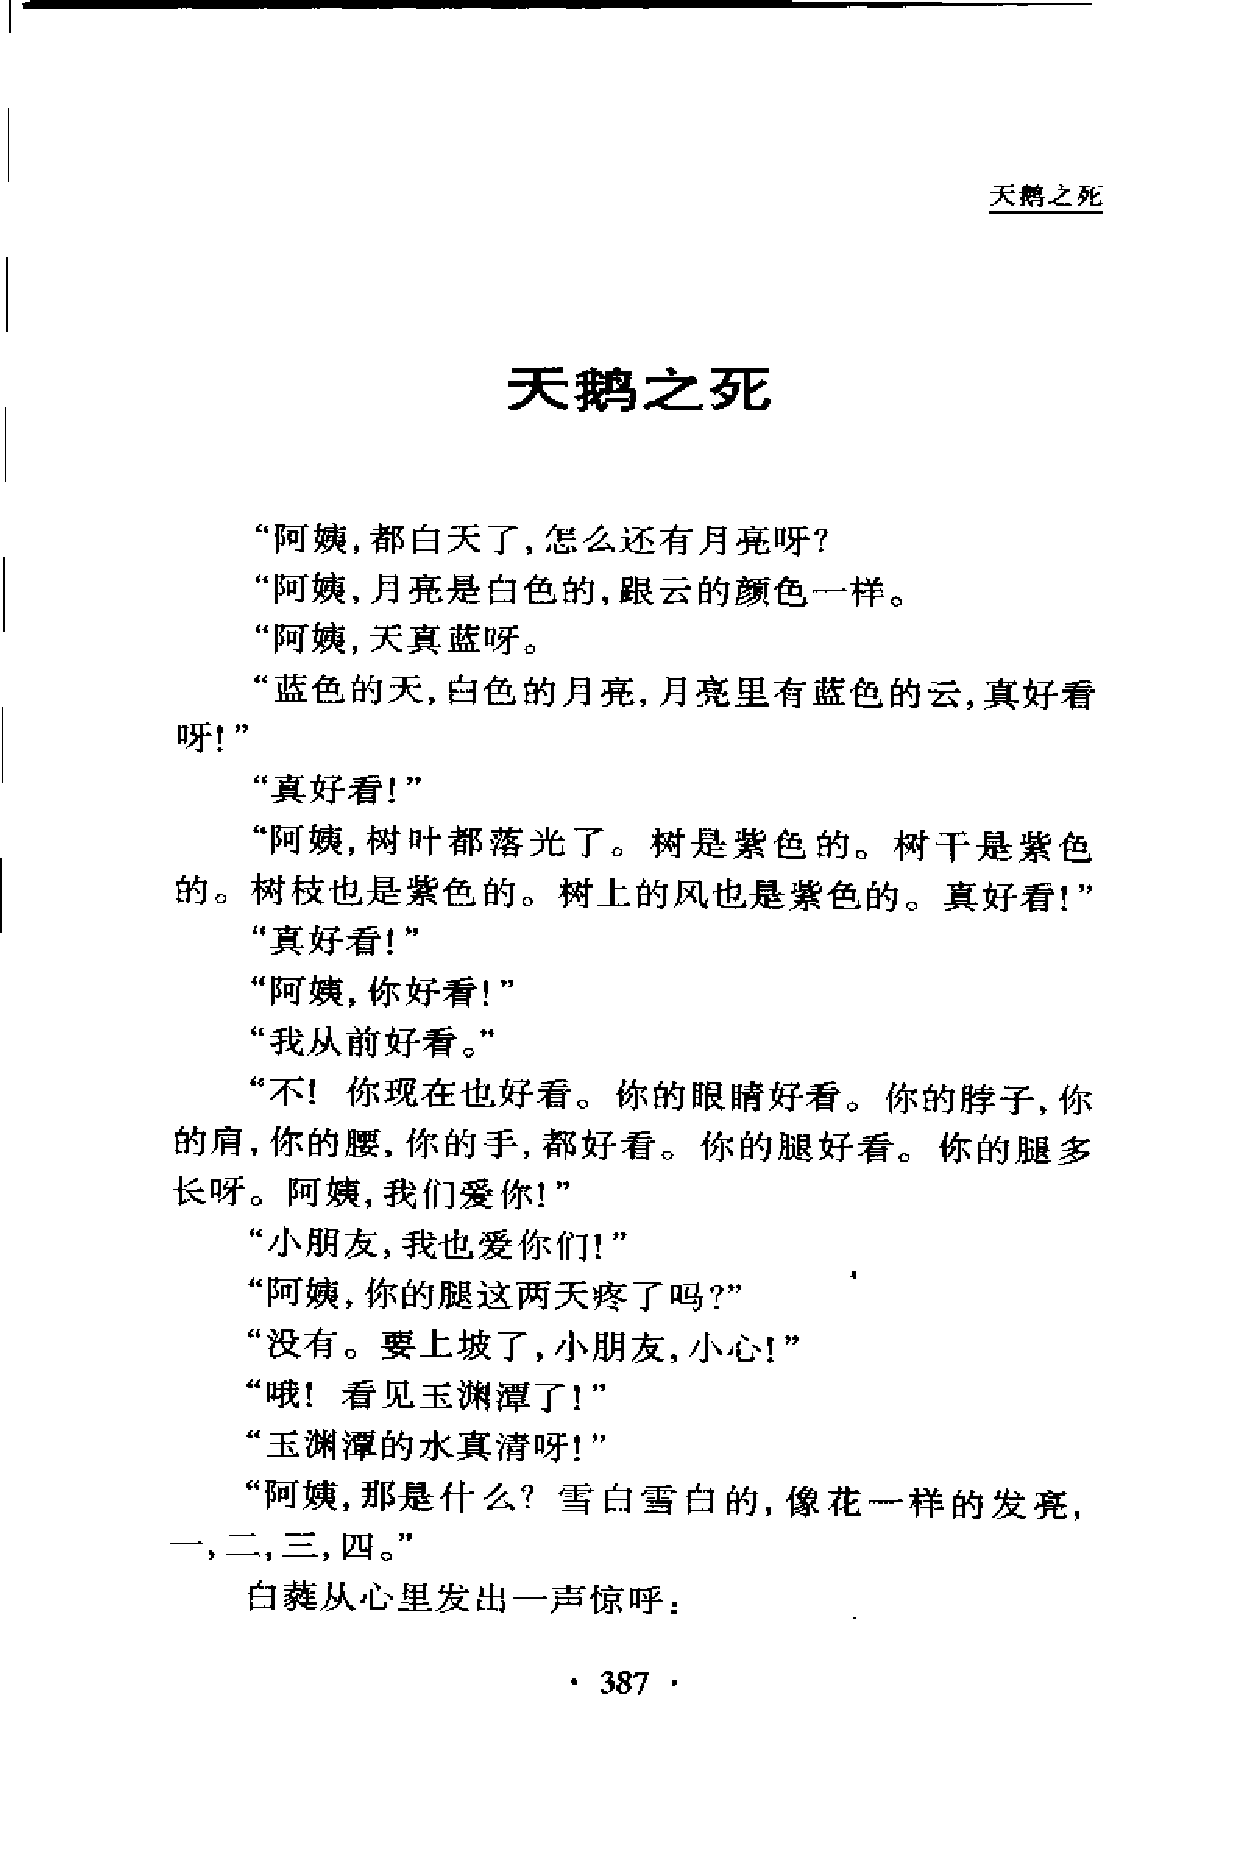 天鹅之死
天鹅之死
“阿姨,都白天了,怎么还有月亮呀?
“阿姨,月亮是白色的,跟云的颜色一样。
“阿姨,天真蓝呀。
“蓝色的天,白色的月亮,月亮里有蓝色的云,真好看
呀!”
“真好看!”
“阿姨,树叶都落光了。树是紫色的。树干是紫色
的。树枝也是紫色的。树上的风也是紫色的。真好看!”
“真好看!”
“阿姨,你好看!”
“我从前好看。”
“不! 你现在也好看。你的眼睛好看。你的脖子,你
的肩,你的腰,你的手,都好看。你的腿好看。你的腿多
长呀。阿姨,我们爱你!”
“小朋友,我也爱你们!”
“阿姨,你的腿这两天疼了吗?”
“没有。要上坡了,小朋友,小心!”
“哦! 看见玉渊潭了!”
“玉渊潭的水真清呀!”
“阿姨,那是什么? 雪白雪白的,像花一样的发亮,
一,二,三,四。”
白蕤从心里发出一声惊呼:
· 387 ·